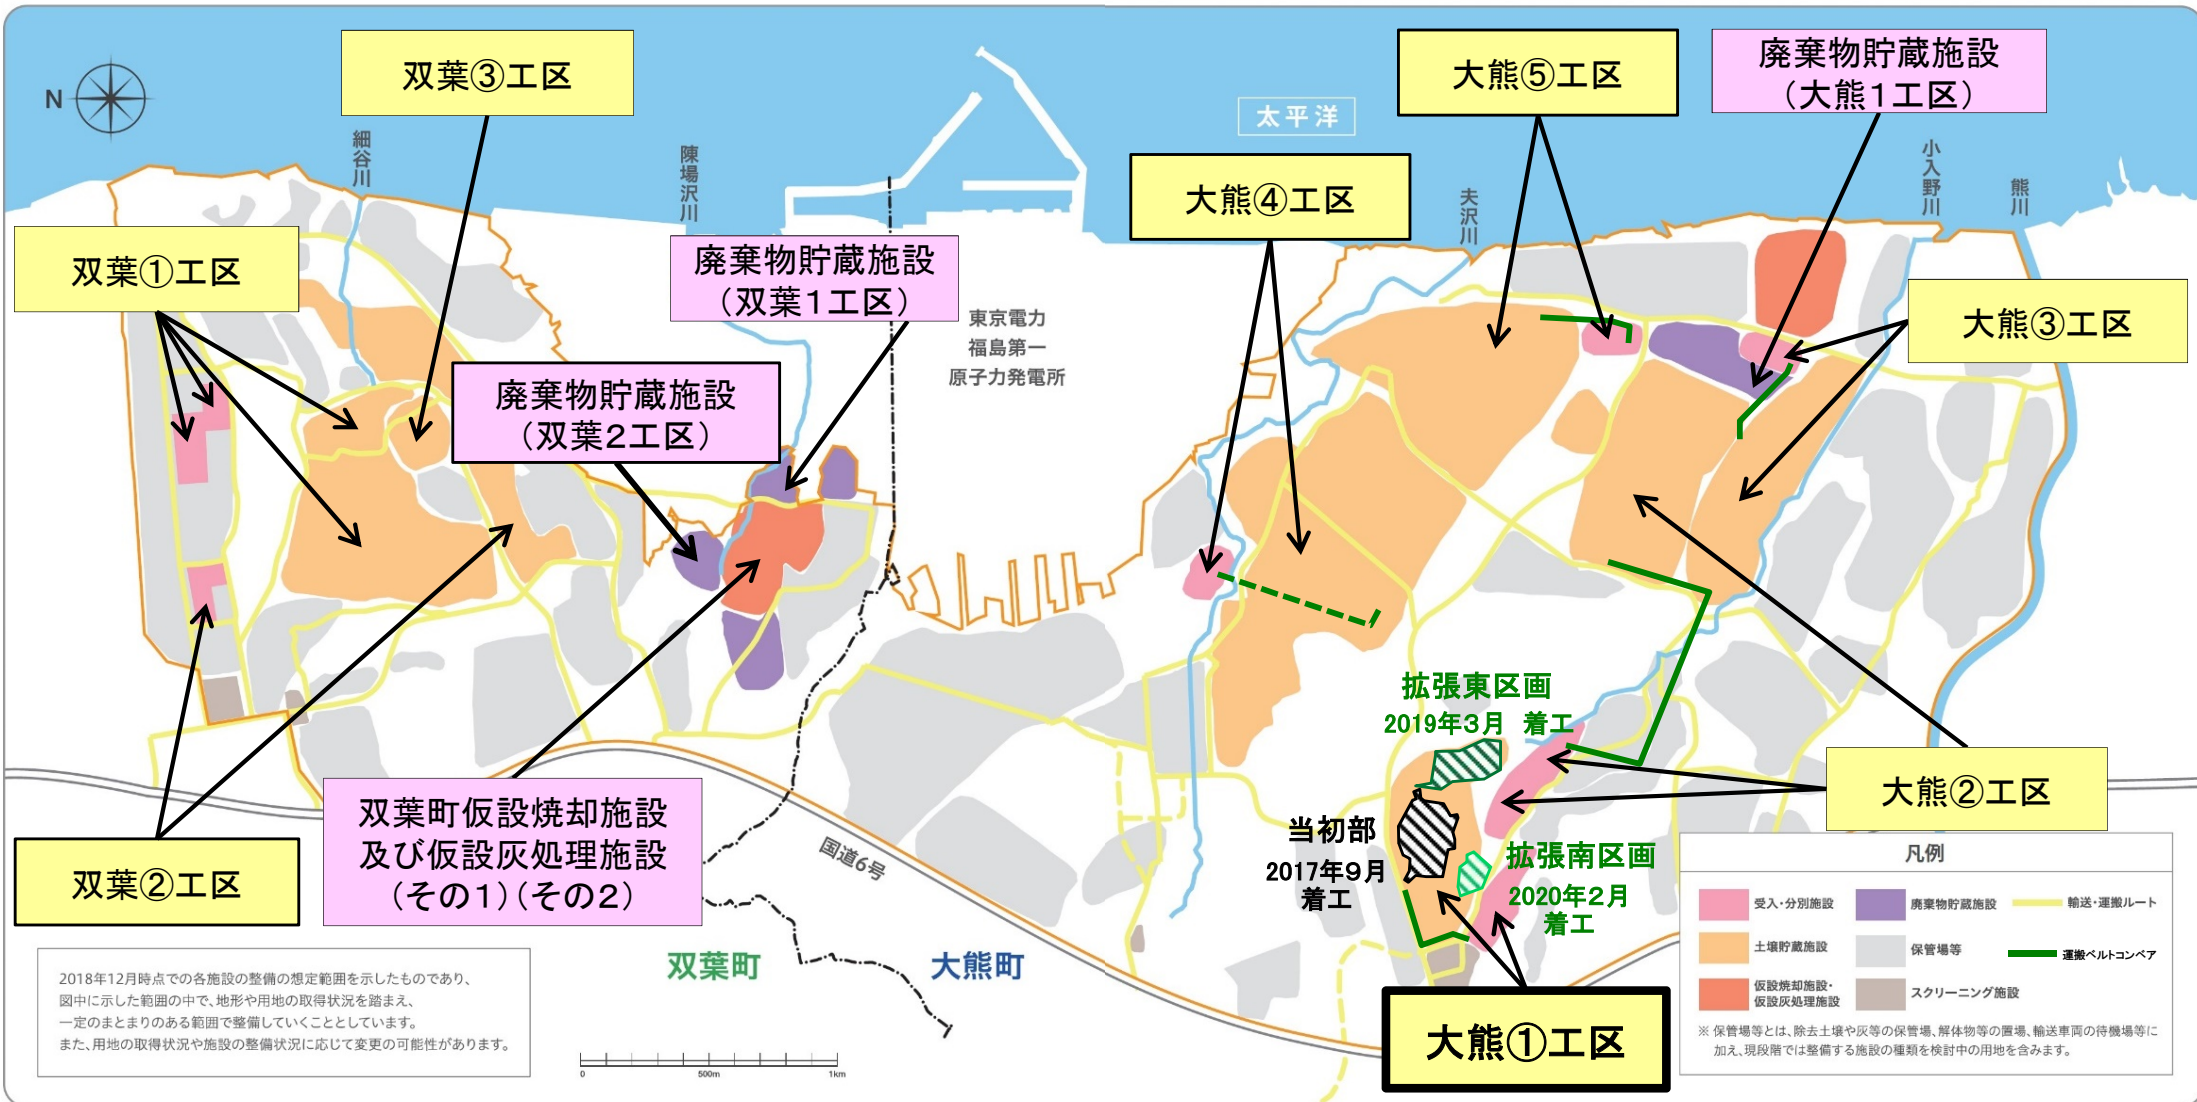 N
双葉③工区
大熊⑤工区
廃棄物貯蔵施設
（大熊１工区）
太平洋
細谷川
陳場沢川
大熊④工区
夫沢川
小入野川
熊川
双葉①工区
廃棄物貯蔵施設
（双葉１工区）
東京電力
福島第一
原子力発電所
大熊③工区
廃棄物貯蔵施設
（双葉２工区）
拡張東区画
2019年３月 着工
大熊②工区
双葉町仮設焼却施設
及び仮設灰処理施設
（その１）（その２）
当初部
2017年９月
着工
拡張南区画
2020年２月
着工
双葉②工区
国道6号
双葉町
大熊町
大熊①工区
凡例
受入・分別施設
廃棄物貯蔵施設
輸送・運搬ルート
土壌貯蔵施設
保管場等
運搬ベルトコンベア
仮設焼却施設・
仮設灰処理施設
スクリーニング施設
※ 保管場等とは、除去土壌や灰等の保管場、解体物等の置場、輸送車両の待機場等に
加え、現段階では整備する施設の種類を検討中の用地を含みます。
2018年12月時点での各施設の整備の想定範囲を示したものであり、
図中に示した範囲の中で、地形や用地の取得状況を踏まえ、
一定のまとまりのある範囲で整備していくこととしています。
また、用地の取得状況や施設の整備状況に応じて変更の可能性があります。
0 500m 1km